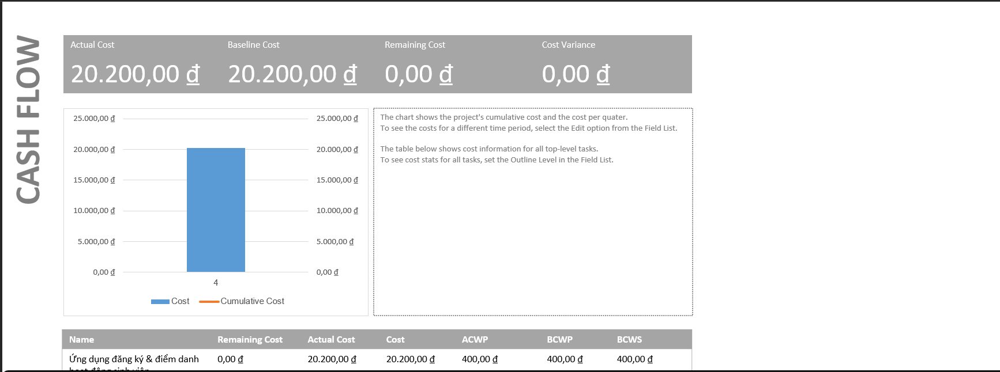 CASH FLOW
Actual Cost Baseline Cost Remaining Cost Cost Variance
20.200,00 ₫ 20.200,00 ₫ 0,00 ₫ 0,00 ₫
25.000,00 ₫ 25.000,00 ₫
20.000,00 ₫ 20.000,00 ₫
15.000,00 ₫ 15.000,00 ₫
10.000,00 ₫ 10.000,00 ₫
5.000,00 ₫ 5.000,00 ₫
0,00 ₫ 0,00 ₫
4
Cost Cumulative Cost
The chart shows the project's cumulative cost and the cost per quater.
To see the costs for a different time period, select the Edit option from the Field List.
The table below shows cost information for all top-level tasks.
To see cost stats for all tasks, set the Outline Level in the Field List.
Name Remaining Cost Actual Cost Cost ACWP BCWP BCWS
Ứng dụng đăng ký & điểm danh 0,00 ₫ 20.200,00 ₫ 20.200,00 ₫ 400,00 ₫ 400,00 ₫ 400,00 ₫